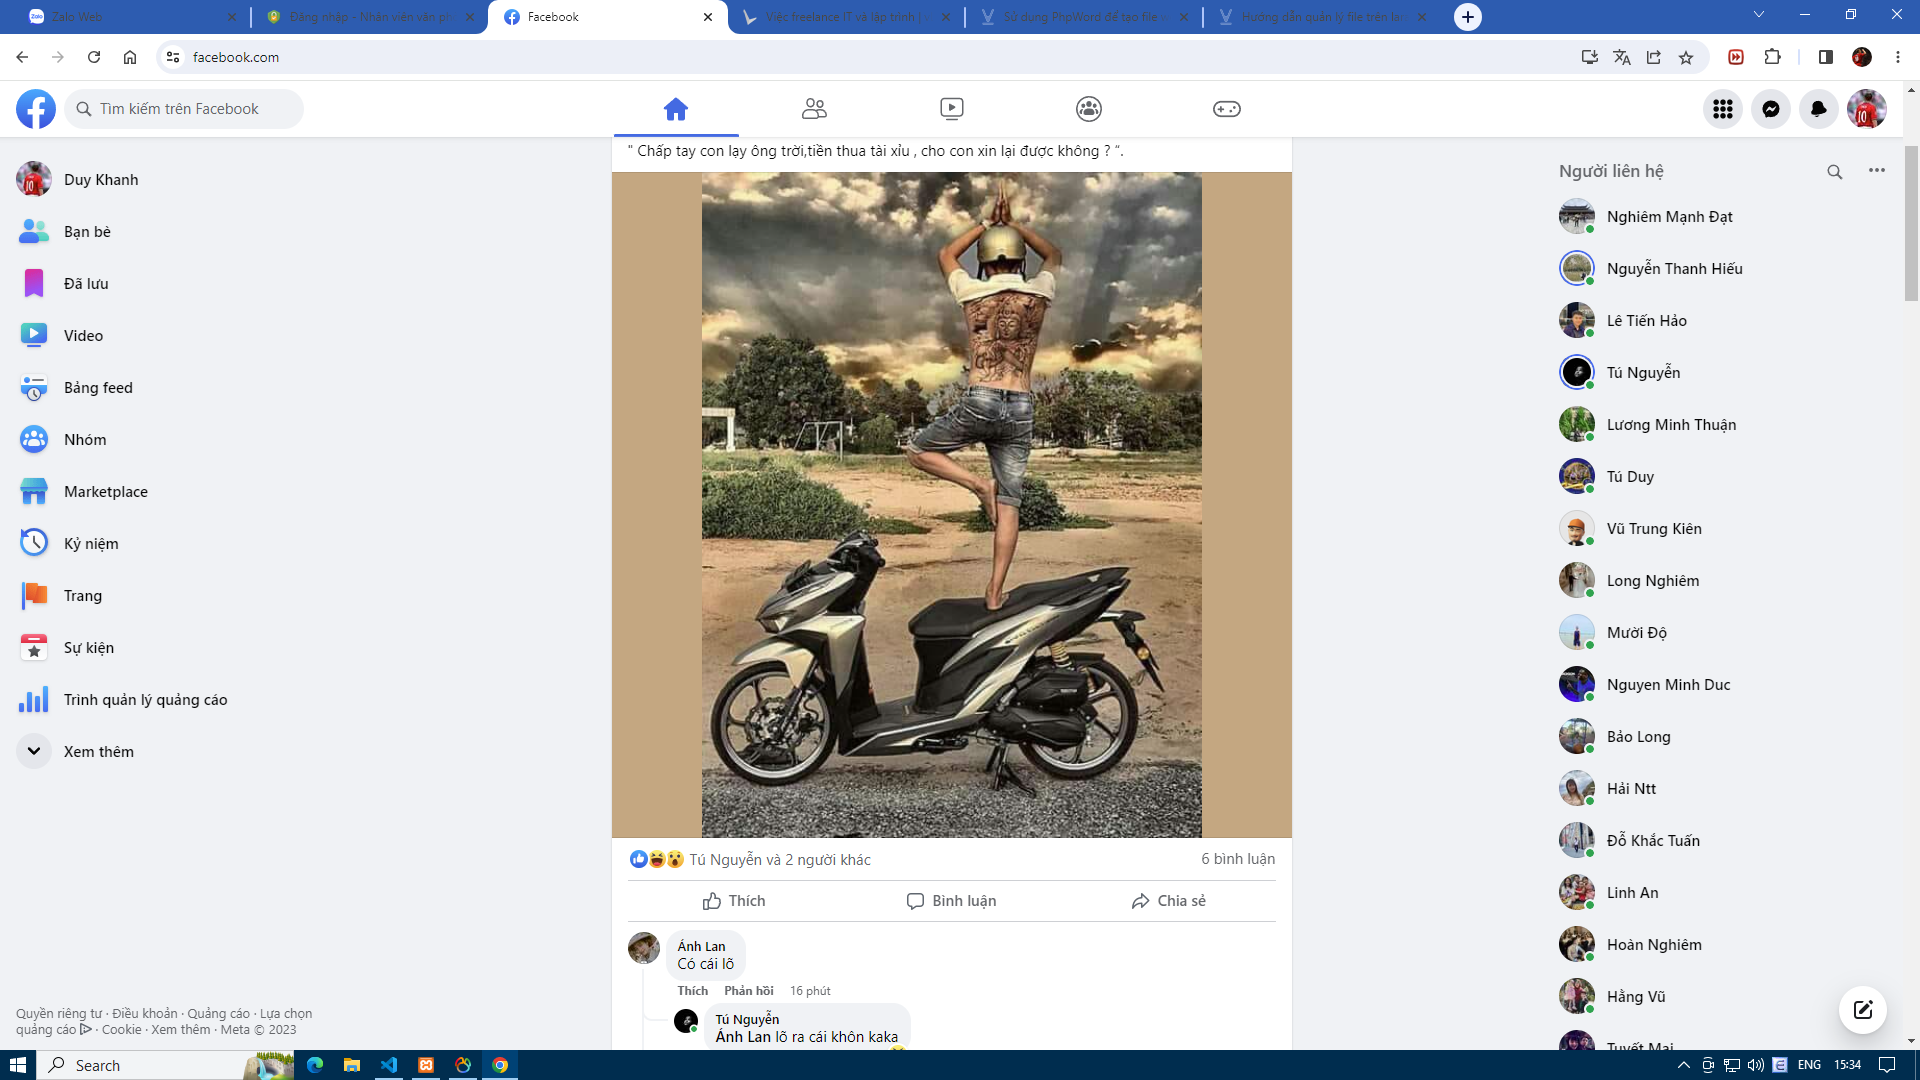 Zalo Web
Đăng nhập - Nhân viên văn ph
Facebook
Việc freelance IT và lập trình |
Sử dụng PhpWord để tạo file
Hướng dẫn quản lý file trên lar
facebook.com
Tìm kiếm trên Facebook
Duy Khanh
Bạn bè
Đã lưu
Video
Bảng feed
Nhóm
Marketplace
Kỷ niệm
Trang
Sự kiện
Trình quản lý quảng cáo
Xem thêm
Quyền riêng tư · Điều khoản · Quảng cáo · Lựa chọn
quảng cáo · Cookie · Xem thêm · Meta © 2023
" Chấp tay con lạy ông trời,tiền thua tài xỉu , cho con xin lại được không ? “.
Tú Nguyễn và 2 người khác
6 bình luận
Thích
Bình luận
Chia sẻ
Ánh Lan
Có cái lõ
Thích Phản hồi 16 phút
Tú Nguyễn
Ánh Lan lõ ra cái khôn kaka
Người liên hệ
Nghiêm Mạnh Đạt
Nguyễn Thanh Hiếu
Lê Tiến Hảo
Tú Nguyễn
Lương Minh Thuận
Tú Duy
Vũ Trung Kiên
Long Nghiêm
Mười Độ
Nguyen Minh Duc
Bảo Long
Hải Ntt
Đỗ Khắc Tuấn
Linh An
Hoàn Nghiêm
Hằng Vũ
Tuyết Mai
Search
ENG
15:34